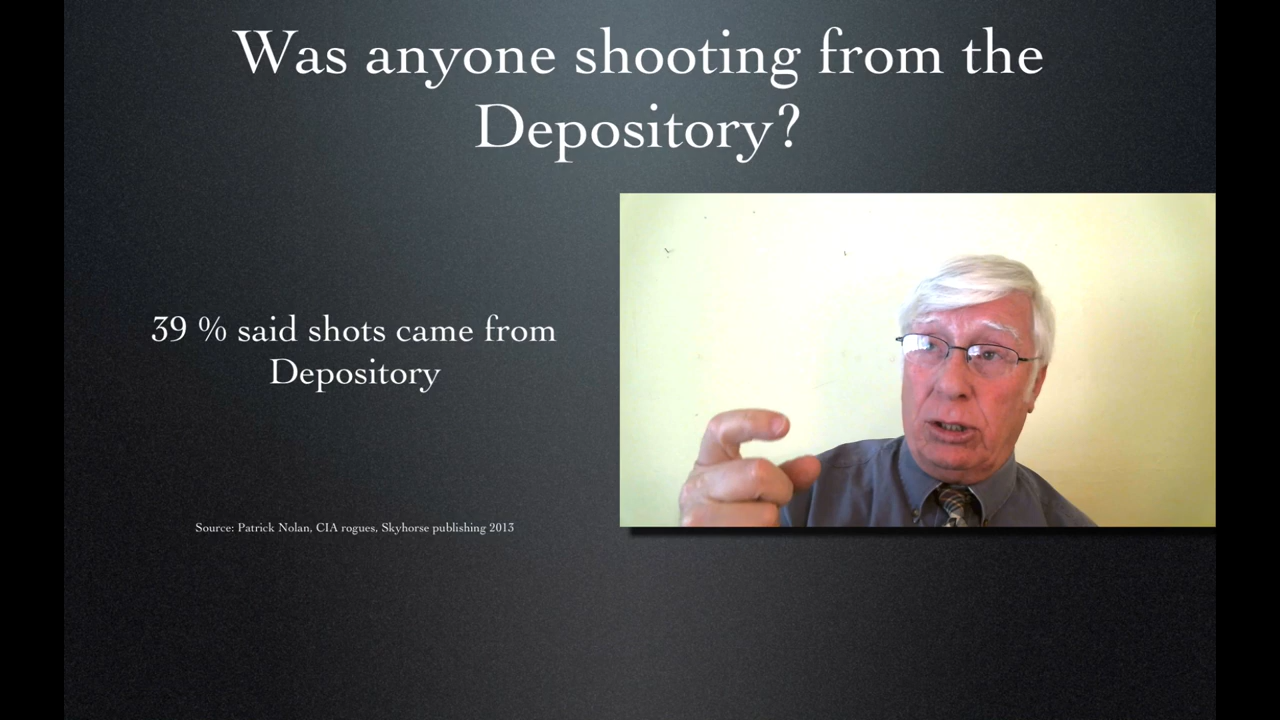 Was anyone shooting from the
Depository?
39 % said shots came from
Depository
Source: Patrick Nolan, CIA rogues, Skyhorse publishing 2013